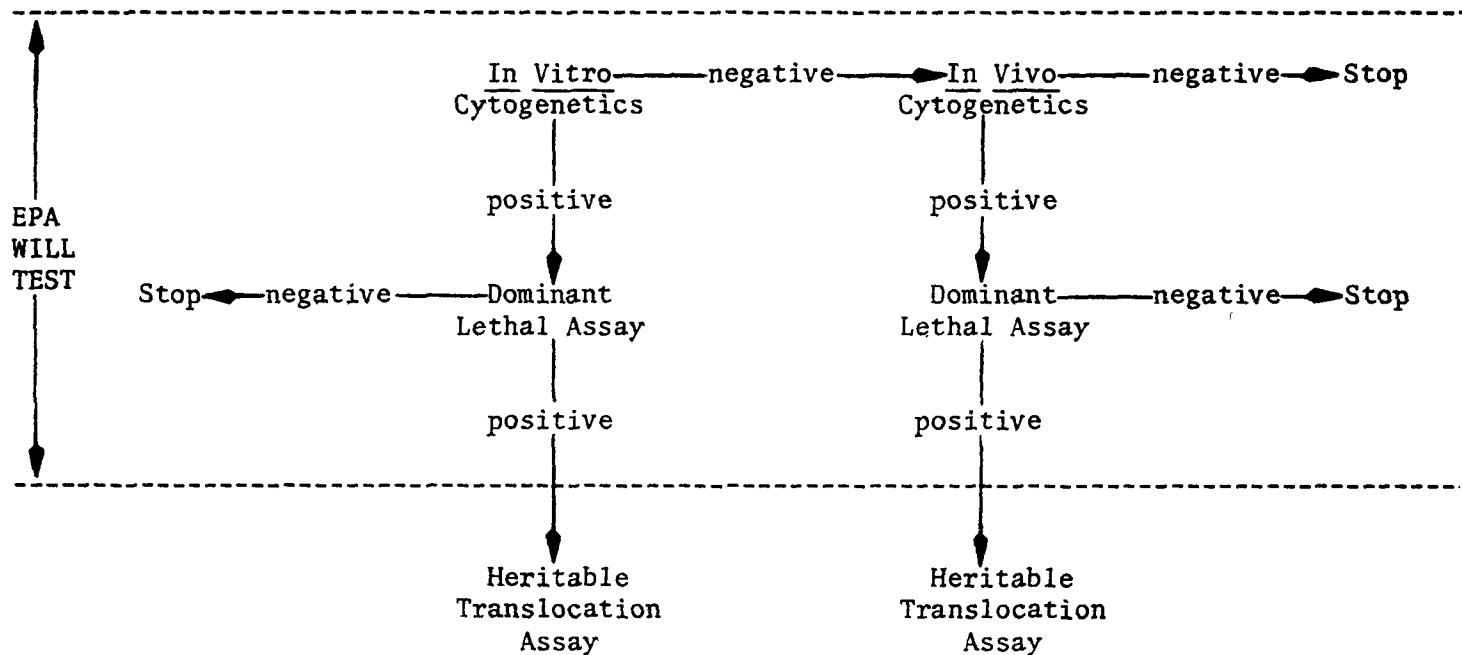 In Vitro negative In Vivo negative Stop
Cytogenetics Cytogenetics
positive positive
EPA
WILL
TEST
Stop negative Dominant Dominant negative Stop
Lethal Assay Lethal Assay
positive positive
Heritable Heritable
Translocation Translocation
Assay Assay